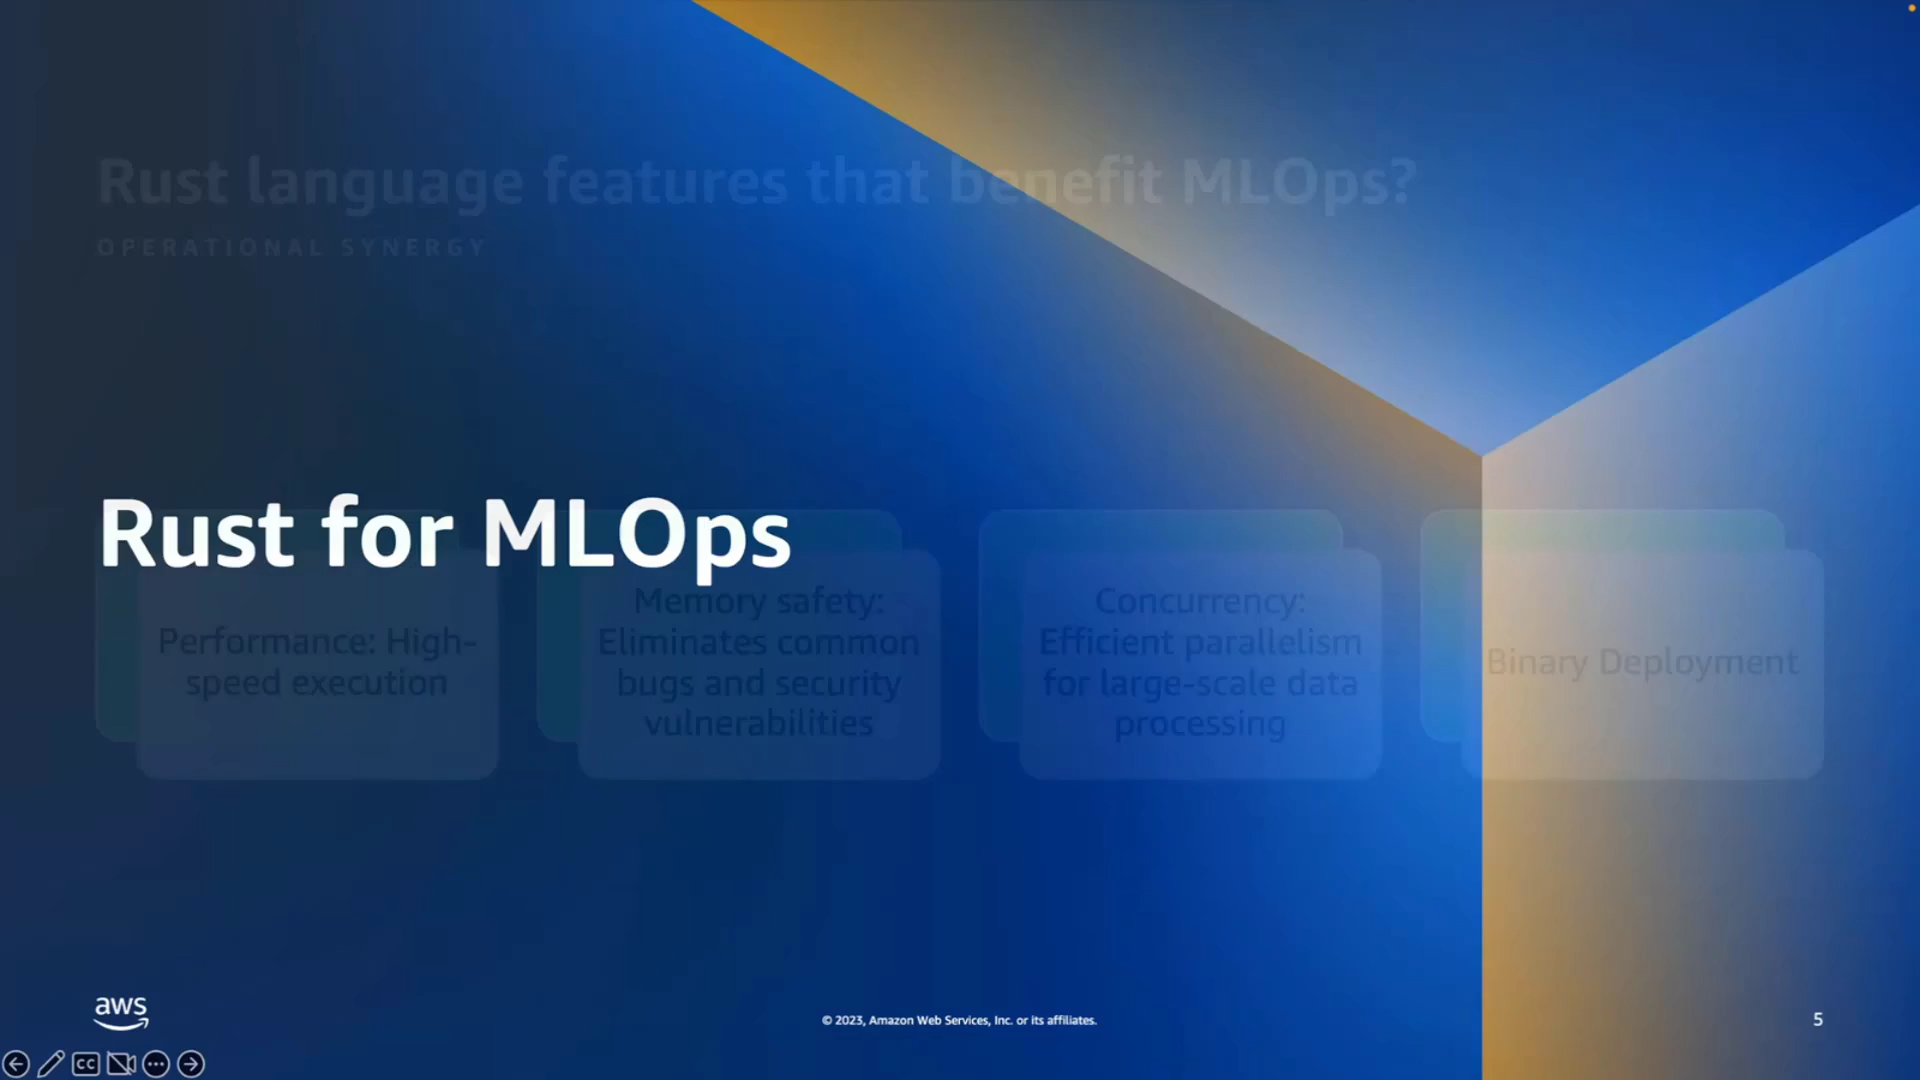 Rust language features that benefit MLOps?
OPERATIONAL SYNERGY
Rust for MLOps
Performance: High-
speed execution
Memory safety:
Eliminates common
bugs and security
vulnerabilities
Concurrency:
Efficient parallelism
for large-scale data
processing
Binary Deployment
aws
© 2023, Amazon Web Services, Inc. or its affiliates.
5
CC